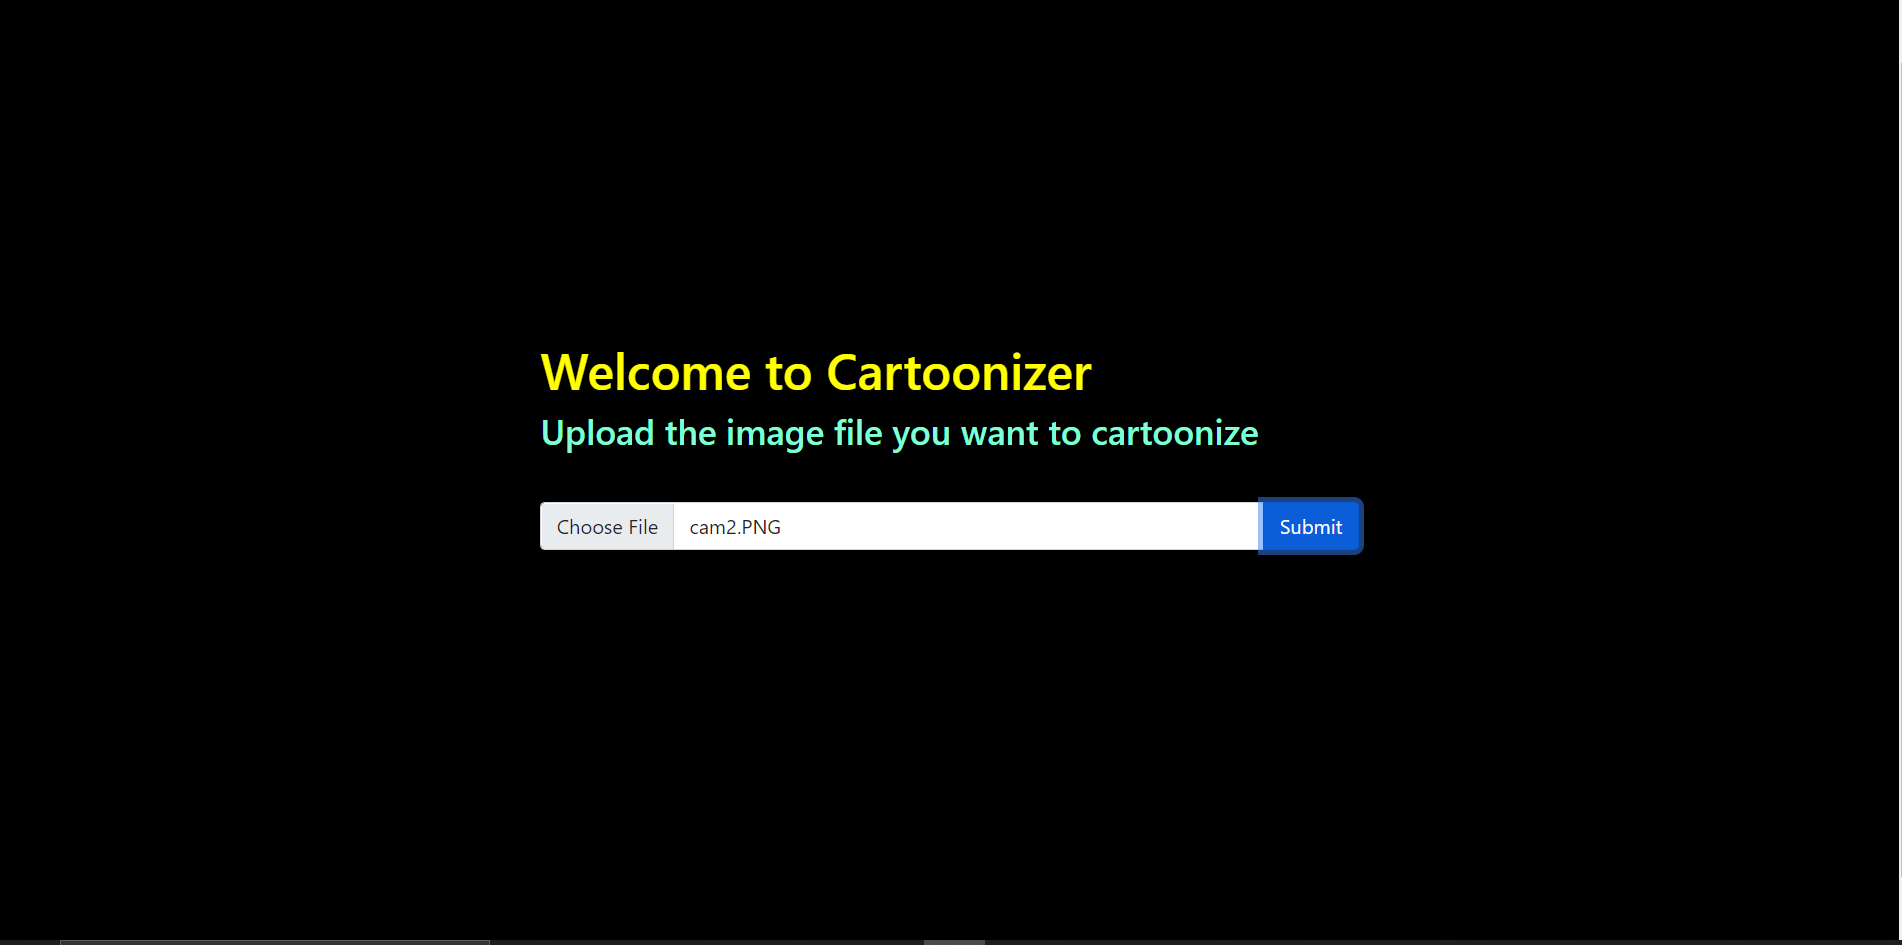 Welcome to Cartoonizer
Upload the image file you want to cartoonize
Choose File cam2.PNG Submit